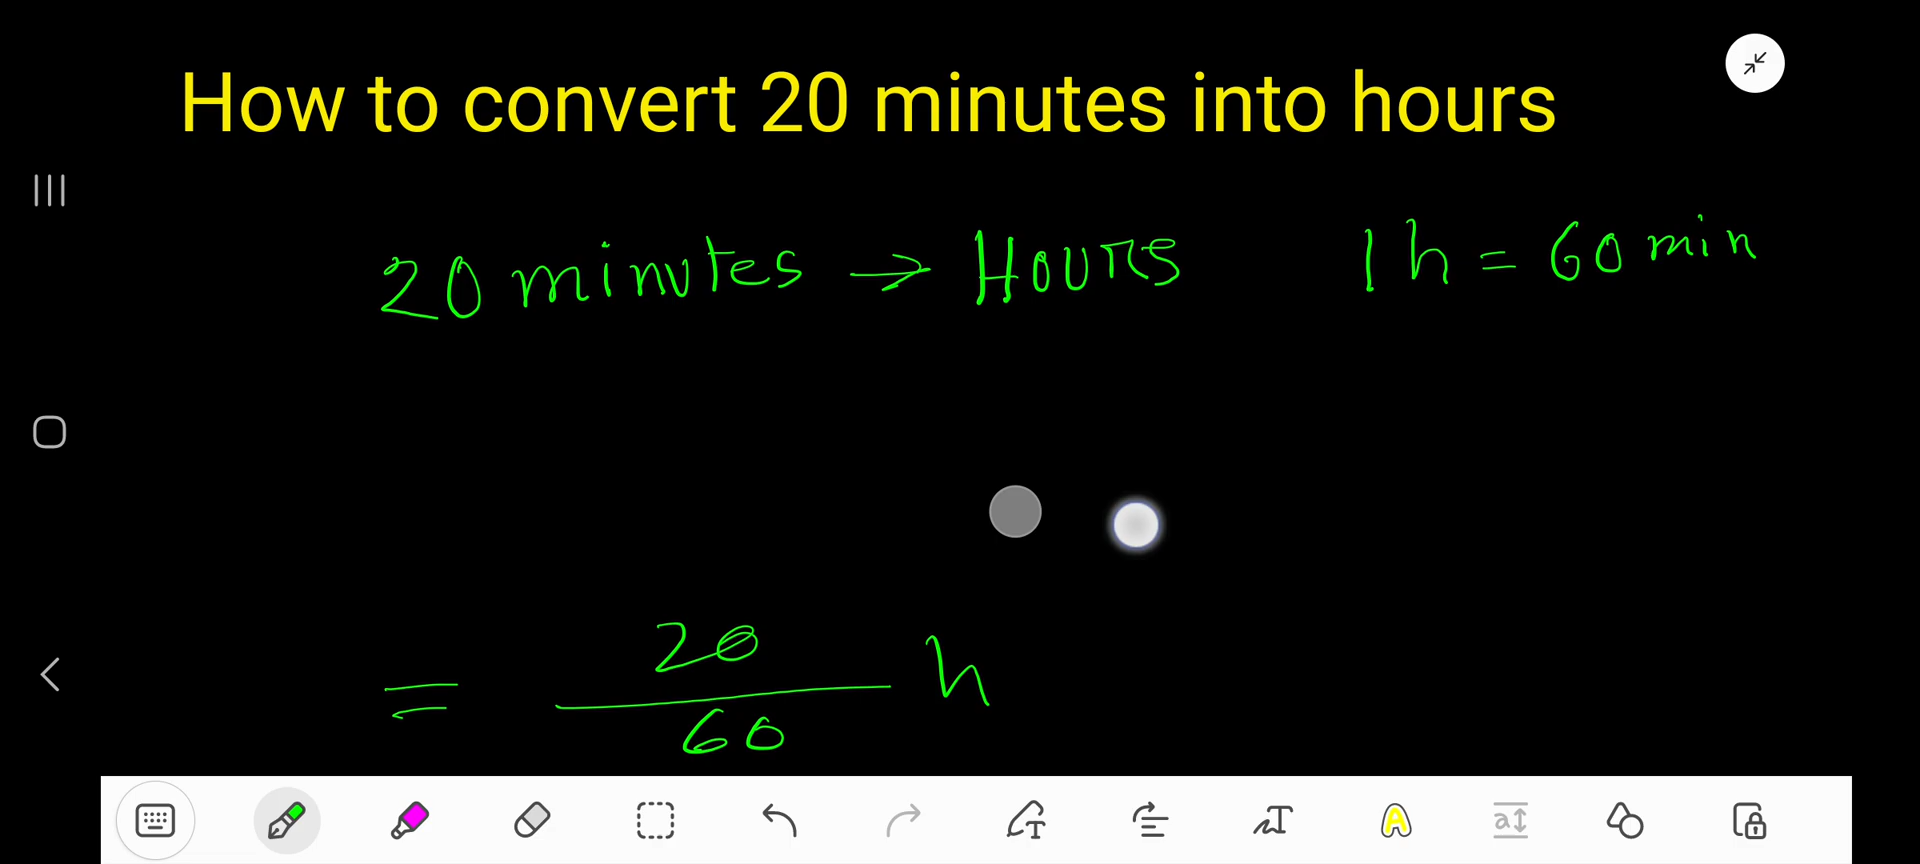 How to convert 20 minutes into hours
20 minutes → Hours 1 h = 60 min
= 20/60 h